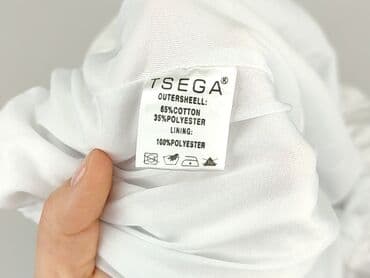 TSEGA®
OUTERSHEELL:
65%COTTON
35%POLYESTER
LINING:
100%POLYESTER